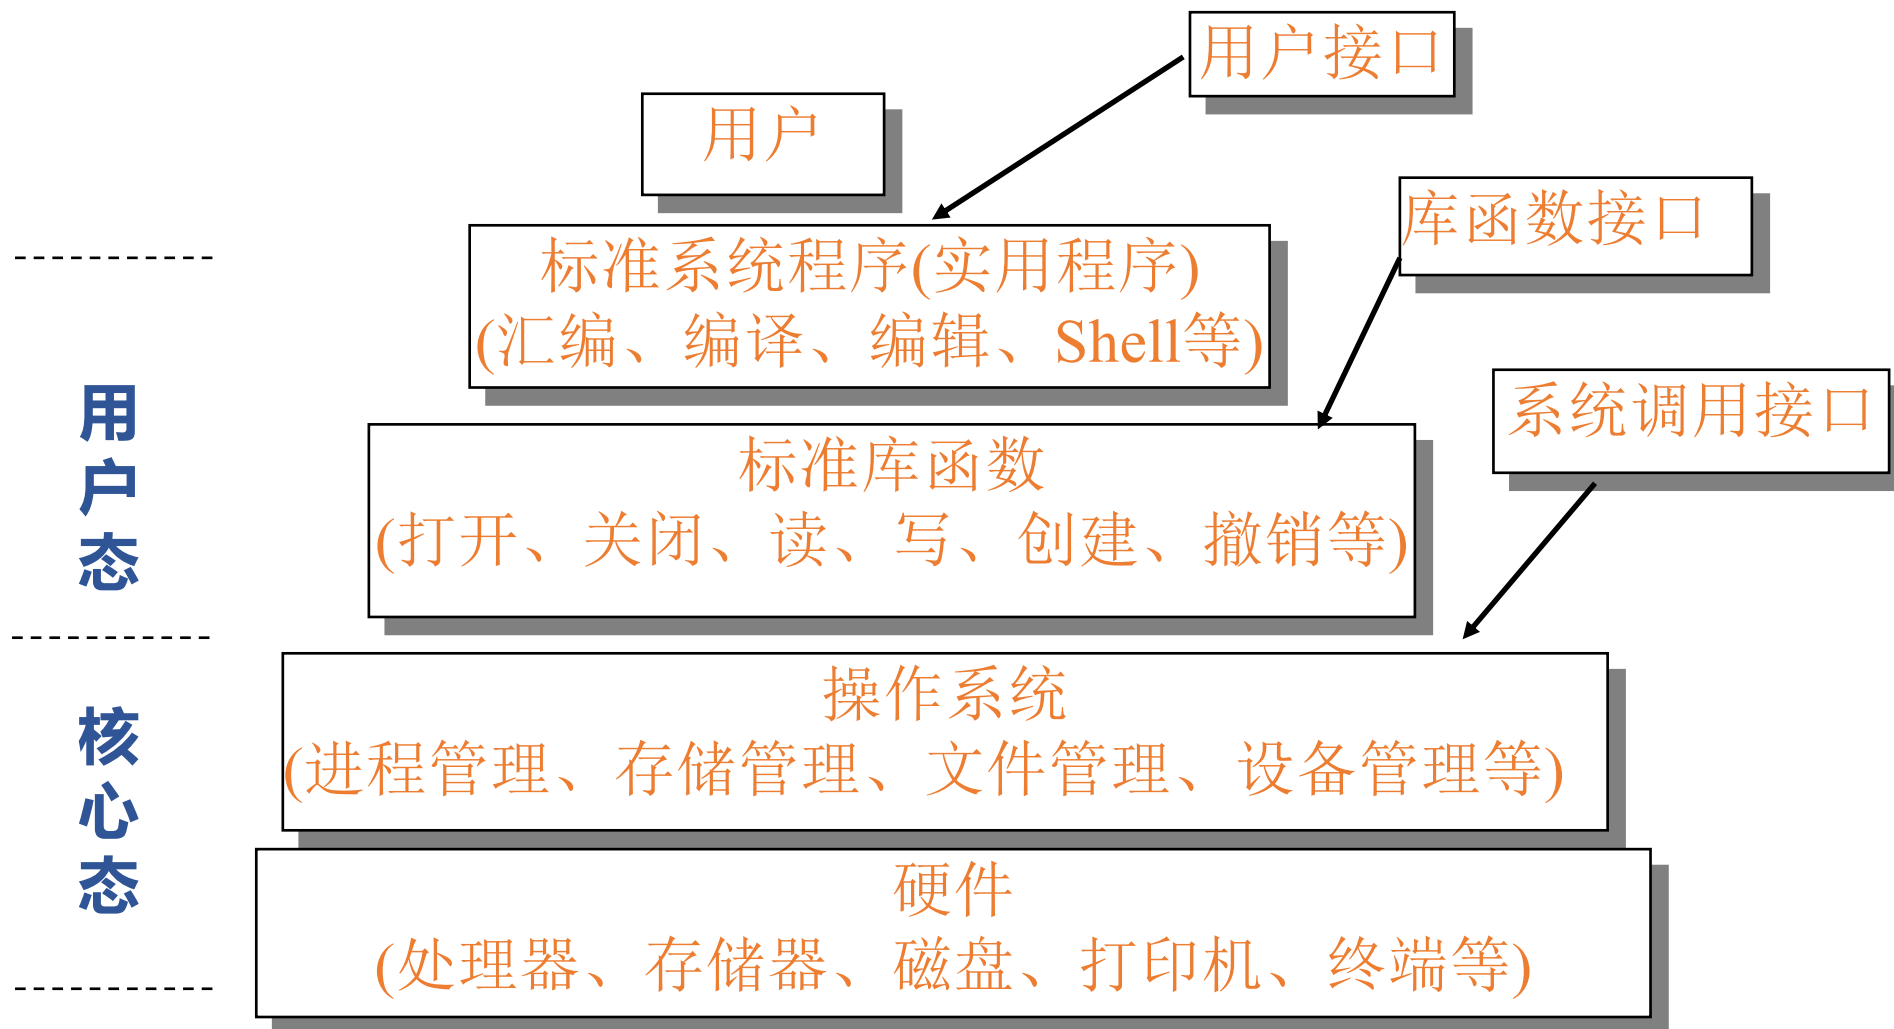 用户接口
用户
库函数接口
标准系统程序(实用程序)
(汇编、编译、编辑、Shell等)
系统调用接口
用户态
标准库函数
(打开、关闭、读、写、创建、撤销等)
核心态
操作系统
(进程管理、存储管理、文件管理、设备管理等)
硬件
(处理器、存储器、磁盘、打印机、终端等)